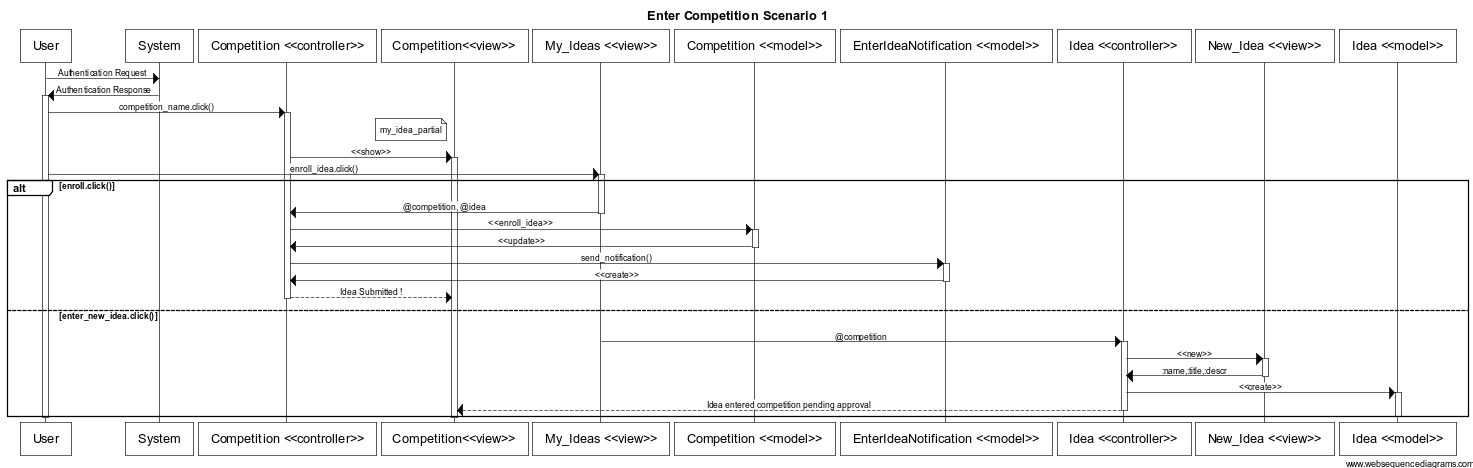 Enter Competition Scenario 1
User
System
Competition <<controller>>
Competition<<view>>
My_Ideas <<view>>
Competition <<model>>
EnterIdeaNotification <<model>>
Idea <<controller>>
New_Idea <<view>>
Idea <<model>>
Authentication Request
Authentication Response
competition_name.click()
my_idea_partial
<<show>>
enroll_idea.click()
alt
[enroll.click()]
@competition, @idea
<<enroll_idea>>
<<update>>
send_notification()
<<create>>
Idea Submitted !
[enter_new_idea.click()]
@competition
<<new>>
:name,:title,:descr
<<create>>
Idea entered competition pending approval
User
System
Competition <<controller>>
Competition<<view>>
My_Ideas <<view>>
Competition <<model>>
EnterIdeaNotification <<model>>
Idea <<controller>>
New_Idea <<view>>
Idea <<model>>
www.websequencediagrams.com